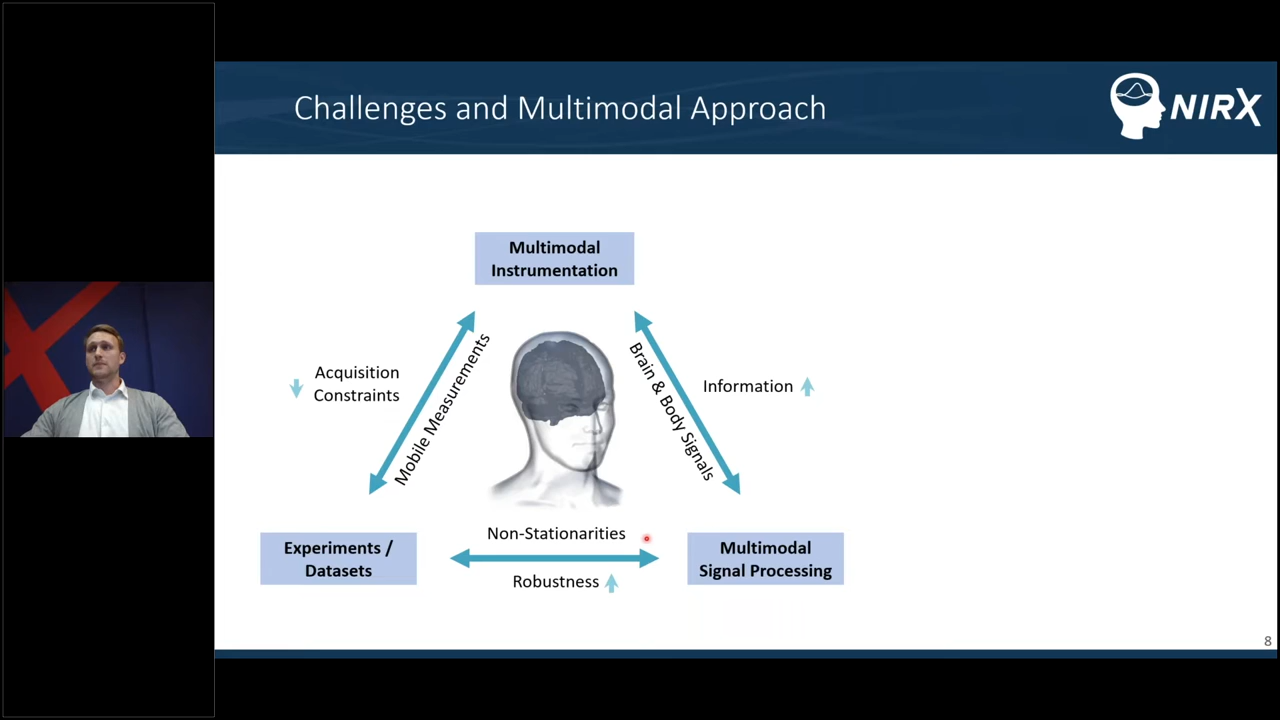 Challenges and Multimodal Approach
NIRX
Multimodal
Instrumentation
Acquisition
Constraints
Mobile Measurements
Brain & Body Signals
Information
Non-Stationarities
Experiments /
Datasets
Robustness
Multimodal
Signal Processing
8